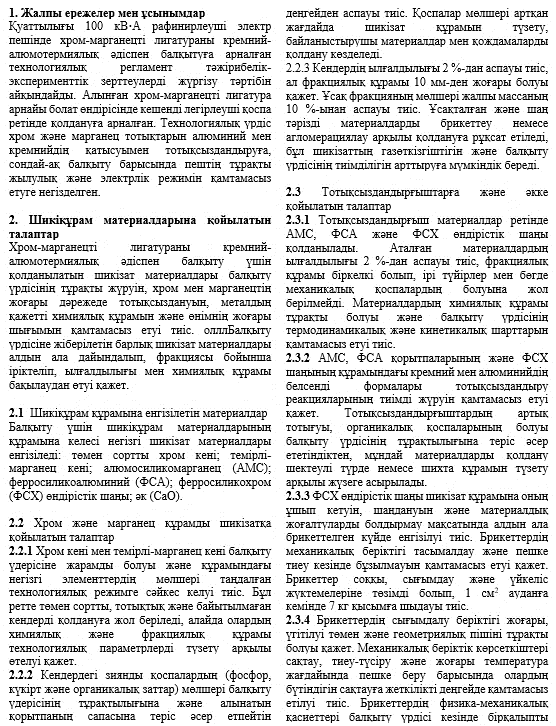 1. Жалпы ережелер мен ұсынымдар
Қуаттылығы 100 кВ·А рафинирлеуші электр
пешінде хром-марганецті лигатураны кремний-
алюмотермиялық әдіспен балқытуға арналған
технологиялық регламент тәжірибелік-
эксперименттік зерттеулерді жүргізу тәртібін
айқындайды. Алынған хром-марганецті лигатура
арнайы болат өндірісінде кешенді легірлеуші қоспа
ретінде қолдануға арналған. Технологиялық үрдіс
хром және марганец тотықтарын алюминий мен
кремнийдің қатысуымен тотықсыздандыруға,
сондай-ақ балқыту барысында пештің тұрақты
жылулық және электрлік режимін қамтамасыз
етуге негізделген.
2. Шикіқұрам материалдарына қойылатын
талаптар
Хром-марганецті лигатураны кремний-
алюмотермиялық әдіспен балқыту үшін
қолданылатын шикізат материалдары балқыту
үрдісінің тұрақты жүруін, хром мен марганецтің
жоғары дәрежеде тотықсыздануын, металдың
қажетті химиялық құрамын және өнімнің жоғары
шығымын қамтамасыз етуі тиіс. олллБалқыту
үрдісіне жіберілетін барлық шикізат материалдары
алдын ала дайындалып, фракциясы бойынша
іріктеліп, ылғалдылығы мен химиялық құрамы
бақылаудан өтуі қажет.
2.1 Шикіқұрам құрамына енгізілетін материалдар
Балқыту үшін шикіқұрам материалдарының
құрамына келесі негізгі шикізат материалдары
енгізіледі: төмен сортты хром кені; темірлі-
марганец кені; алюмосиликомарганец (АМС);
ферросиликоалюминий (ФСА); ферросиликохром
(ФСХ) өндірістік шаңы; әк (CaO).
2.2 Хром және марганец құрамды шикізатқа
қойылатын талаптар
2.2.1 Хром кені мен темірлі-марганец кені балқыту
үдерісіне жарамды болуы және құрамындағы
негізгі элементтердің мөлшері таңдалған
технологиялық режимге сәйкес келуі тиіс. Бұл
ретте төмен сортты, тотықтық және байытылмаған
кендерді қолдануға жол беріледі, алайда олардың
химиялық және фракциялық құрамы
технологиялық параметрлерді түзету арқылы
өтелуі қажет.
2.2.2 Кендердегі зиянды қоспалардың (фосфор,
күкірт және органикалық заттар) мөлшері балқыту
үрдісінің тұрақтылығына және алынатын
қорытпаның сапасына теріс әсер етпейтін
деңгейден аспауы тиіс. Қоспалар мөлшері артқан
жағдайда шикізат құрамын түзету,
байланыстырушы материалдар мен қождамаларды
қолдану көзделеді.
2.2.3 Кендердің ылғалдылығы 2 %-дан аспауы тиіс,
ал фракциялық құрамы 10 мм-ден жоғары болуы
қажет. Ұсақ фракцияның мөлшері жалпы массаның
10 %-ынан аспауы тиіс. Ұсақталған және шаң
тәрізді материалдарды брикеттеу немесе
агломерациялау арқылы қолдануға рұқсат етіледі,
бұл шикізаттың газөткізгіштігін және балқыту
үрдісінің тиімділігін арттыруға мүмкіндік береді.
2.3 Тотықсыздандырғыштарға және әкке
қойылатын талаптар
2.3.1 Тотықсыздандырғыш материалдар ретінде
АМС, ФСА және ФСХ өндірістік шаңы
қолданылады. Аталған материалдардың
ылғалдылығы 2 %-дан аспауы тиіс, фракциялық
құрамы біркелкі болып, ірі түйірлер мен бөгде
механикалық қоспалардың болуына жол
берілмейді. Материалдардың химиялық құрамы
тұрақты болуы және балқыту үрдісінің
термодинамикалық және кинетикалық шарттарын
қамтамасыз етуі тиіс.
2.3.2 АМС, ФСА қорытпаларының және ФСХ
шаңының құрамындағы кремний мен алюминийдің
белсенді формалары тотықсыздандыру
реакцияларының тиімді жүруін қамтамасыз етуі
қажет. Тотықсыздандырғыштардың артық
тотығуы, органикалық қоспаларының болуы
балқыту үрдісінің тұрақтылығына теріс әсер
ететіндіктен, мұндай материалдарды қолдану
шектеулі түрде немесе шихта құрамын түзету
арқылы жүзеге асырылады.
2.3.3 ФСХ өндірістік шаңы шикізат құрамына оның
ұшып кетуін, шаңдануын және материалдық
жоғалтуларды болдырмау мақсатында алдын ала
брикеттелген күйде енгізілуі тиіс. Брикеттердің
механикалық беріктігі тасымалдау және пешке
тиеу кезінде бұзылмауын қамтамасыз етуі қажет.
Брикеттер соққы, сығымдау және үйкеліс
жүктемелеріне төзімді болып, 1 см² ауданға
кемінде 7 кг қысымға шыдауы тиіс.
2.3.4 Брикеттердің сығымдалу беріктігі жоғары,
үгітілуі төмен және геометриялық пішіні тұрақты
болуы қажет. Механикалық беріктік көрсеткіштері
сақтау, тиеу-түсіру және жоғары температура
жағдайында пешке беру барысында олардың
бүтіндігін сақтауға жеткілікті деңгейде қамтамасыз
етілуі тиіс. Брикеттердің физика-механикалық
қасиеттері балқыту үрдісі кезінде біркалыпты